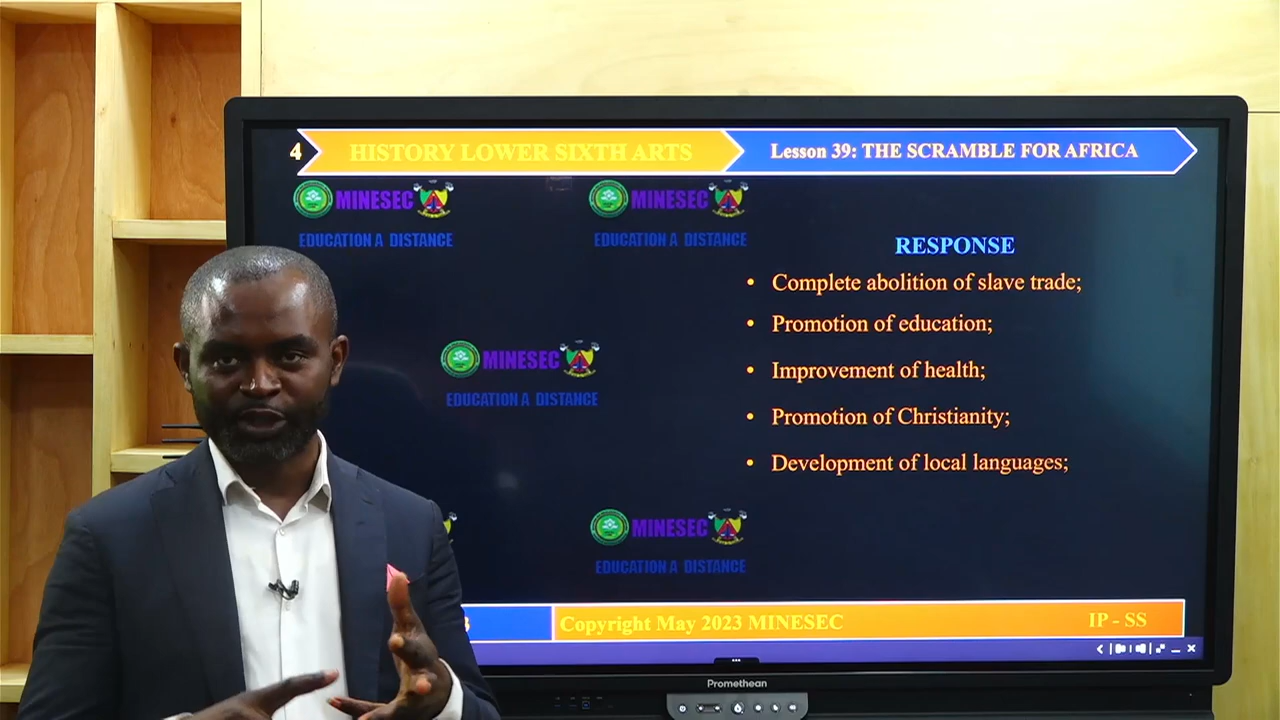 4
HISTORY LOWER SIXTH ARTS
Lesson 39: THE SCRAMBLE FOR AFRICA
MINESEC
EDUCATION A DISTANCE
MINESEC
EDUCATION A DISTANCE
RESPONSE
• Complete abolition of slave trade;
• Promotion of education;
• Improvement of health;
• Promotion of Christianity;
• Development of local languages;
MINESEC
EDUCATION A DISTANCE
MINESEC
EDUCATION A DISTANCE
3
Copyright May 2023 MINESEC
IP - SS
Promethean